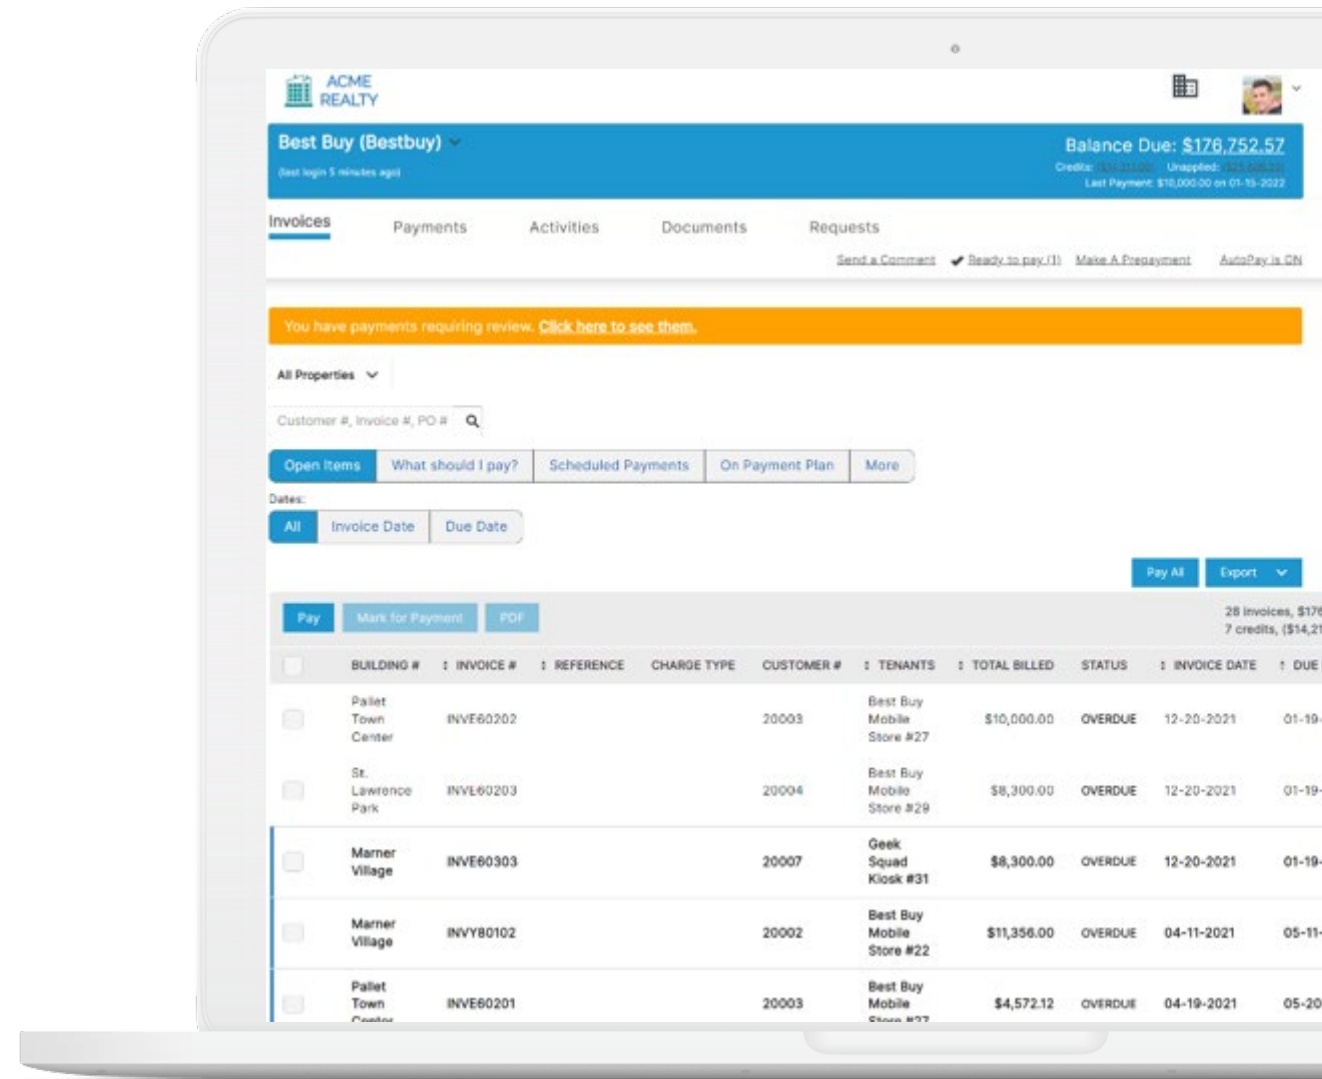 ACME
REALTY
Best Buy (Bestbuy)
Balance Due: $176,752.57
(last login 5 minutes ago)
Credits: Unapplied:
Last Payment: $10,000.00 on 01-15-2022
Invoices Payments Activities Documents Requests
Send a Comment Ready to pay (1) Make A Prepayment AutoPay is ON
You have payments requiring review. Click here to see them.
All Properties
Customer #, Invoice #, PO #
Open Items What should I pay? Scheduled Payments On Payment Plan More
Dates:
All Invoice Date Due Date
Pay All Export
Pay Mark for Payment PDF
28 invoices, $176
7 credits, ($14,21
BUILDING # INVOICE # REFERENCE CHARGE TYPE CUSTOMER # TENANTS TOTAL BILLED STATUS INVOICE DATE DUE
Pallet Best Buy
Town INVE60202 20003 Mobile $10,000.00 OVERDUE 12-20-2021 01-19-
Center Store #27
St. Best Buy
Lawrence INVE60203 20004 Mobile $8,300.00 OVERDUE 12-20-2021 01-19-
Park Store #29
Marner Geek
Village INVE60303 20007 Squad $8,300.00 OVERDUE 12-20-2021 01-19-
Kiosk #31
Marner Best Buy
Village INVY80102 20002 Mobile $11,356.00 OVERDUE 04-11-2021 05-11-
Store #22
Pallet Best Buy
Town INVE60201 20003 Mobile $4,572.12 OVERDUE 04-19-2021 05-20
Center Store #27